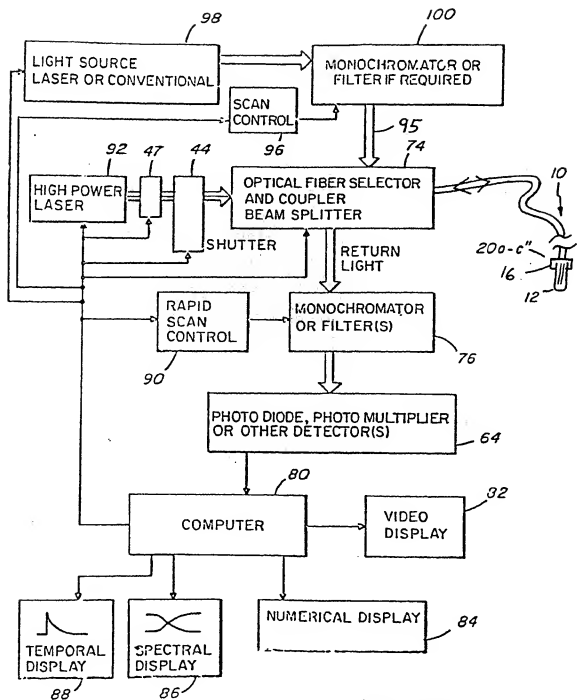 98
100
LIGHT SOURCE
LASER OR CONVENTIONAL
MONOCHROMATOR OR
FILTER IF REQUIRED
SCAN
CONTROL
96
95
92
47
44
74
10
HIGH POWER
LASER
OPTICAL FIBER SELECTOR
AND COUPLER
BEAM SPLITTER
SHUTTER
RETURN
LIGHT
20a-c"
16
12
RAPID
SCAN
CONTROL
90
MONOCHROMATOR
OR FILTER(S)
76
PHOTO DIODE, PHOTO MULTIPLIER
OR OTHER DETECTOR(S)
64
80
COMPUTER
32
VIDEO
DISPLAY
TEMPORAL
DISPLAY
88
SPECTRAL
DISPLAY
86
NUMERICAL DISPLAY
84